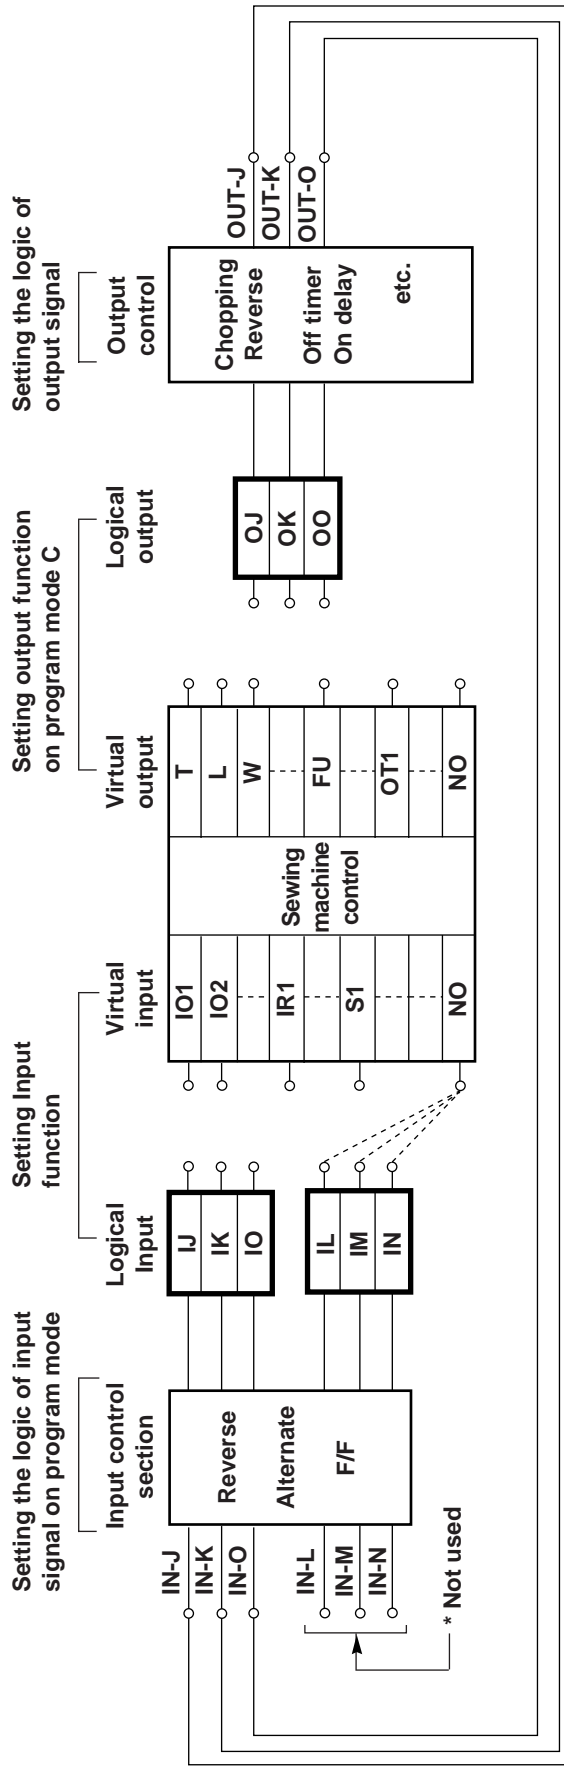 Setting the logic of input
signal on program mode
Setting Input
function
Setting output function
on program mode C
Setting the logic of
output signal
Input control
section
Logical
Input
Virtual
input
Virtual
output
Logical
output
Output
control
IN-J
IN-K
IN-O
IN-L
IN-M
IN-N
* Not used
Reverse
Alternate
F/F
IJ
IK
IO
IL
IM
IN
IO1
IO2
IR1
S1
NO
Sewing
machine
control
T
L
W
FU
OT1
NO
OJ
OK
OO
Chopping
Reverse
Off timer
On delay
etc.
OUT-J
OUT-K
OUT-O